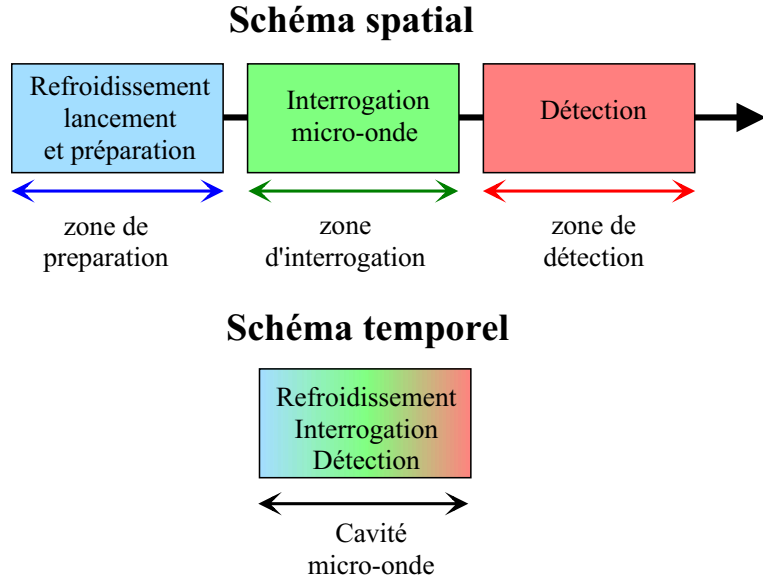 Schéma spatial
Refroidissement
lancement
et préparation
Interrogation
micro-onde
Détection
zone de
preparation
zone
d'interrogation
zone de
détection
Schéma temporel
Refroidissement
Interrogation
Détection
Cavité
micro-onde